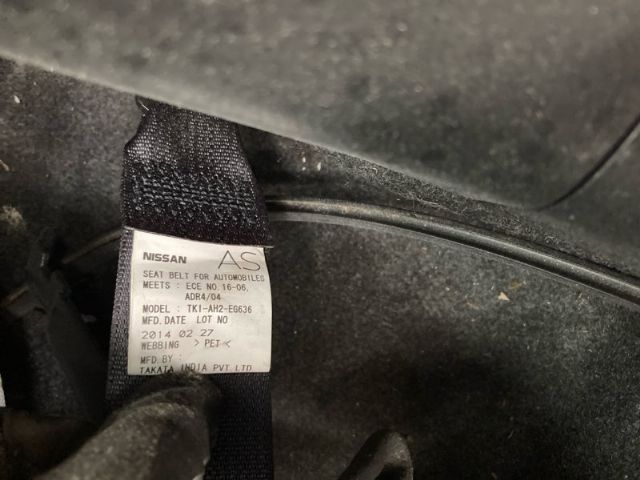 NISSAN AS
SEAT BELT FOR AUTOMOBILES
MEETS : ECE NO.16-06,
ADR4/04
MODEL : TKI-AH2-EG636
MFD.DATE LOT NO
2014 02 27
WEBBING >PET<
MFD BY :
TAKATA INDIA PVT.LTD.